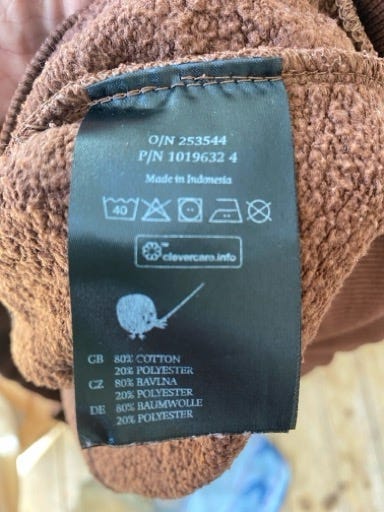 O/N 253544
P/N 1019632 4
Made in Indonesia
40
™
clevercare.info
GB 80% COTTON
20% POLYESTER
CZ 80% BAVLNA
20% POLYESTER
DE 80% BAUMWOLLE
20% POLYESTER